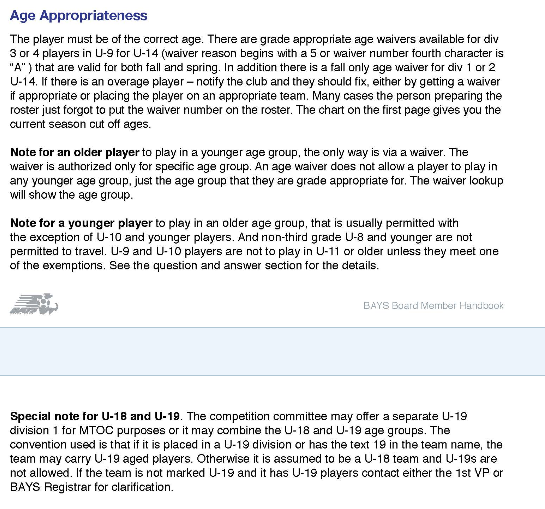 Age Appropriateness
The player must be of the correct age. There are grade appropriate age waivers available for div
3 or 4 players in U-9 for U-14 (waiver reason begins with a 5 or waiver number fourth character is
“A” ) that are valid for both fall and spring. In addition there is a fall only age waiver for div 1 or 2
U-14. If there is an overage player – notify the club and they should fix, either by getting a waiver
if appropriate or placing the player on an appropriate team. Many cases the person preparing the
roster just forgot to put the waiver number on the roster. The chart on the first page gives you the
current season cut off ages.
Note for an older player to play in a younger age group, the only way is via a waiver. The
waiver is authorized only for specific age group. An age waiver does not allow a player to play in
any younger age group, just the age group that they are grade appropriate for. The waiver lookup
will show the age group.
Note for a younger player to play in an older age group, that is usually permitted with
the exception of U-10 and younger players. And non-third grade U-8 and younger are not
permitted to travel. U-9 and U-10 players are not to play in U-11 or older unless they meet one
of the exemptions. See the question and answer section for the details.
BAYS
BAYS Board Member Handbook
Special note for U-18 and U-19. The competition committee may offer a separate U-19
division 1 for MTOC purposes or it may combine the U-18 and U-19 age groups. The
convention used is that if it is placed in a U-19 division or has the text 19 in the team name, the
team may carry U-19 aged players. Otherwise it is assumed to be a U-18 team and U-19s are
not allowed. If the team is not marked U-19 and it has U-19 players contact either the 1st VP or
BAYS Registrar for clarification.